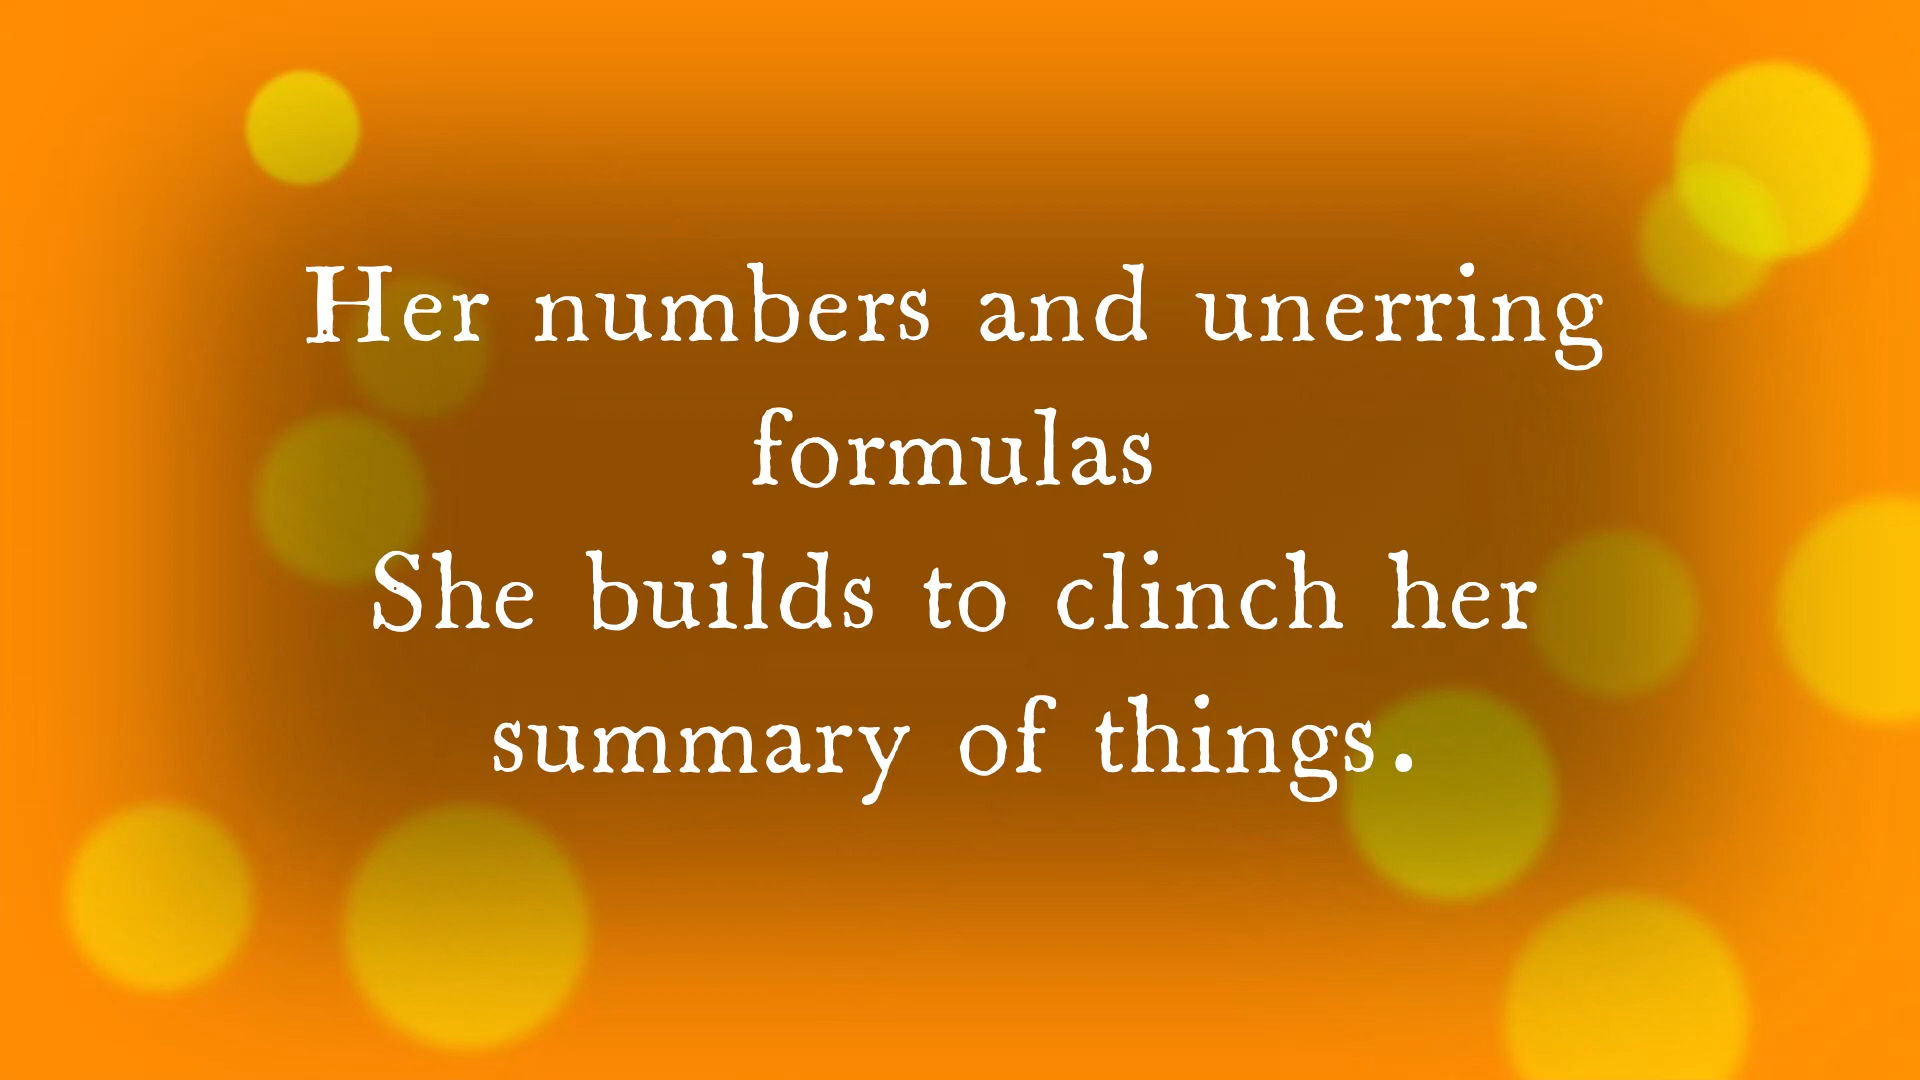 Her numbers and unerring
formulas
She builds to clinch her
summary of things.